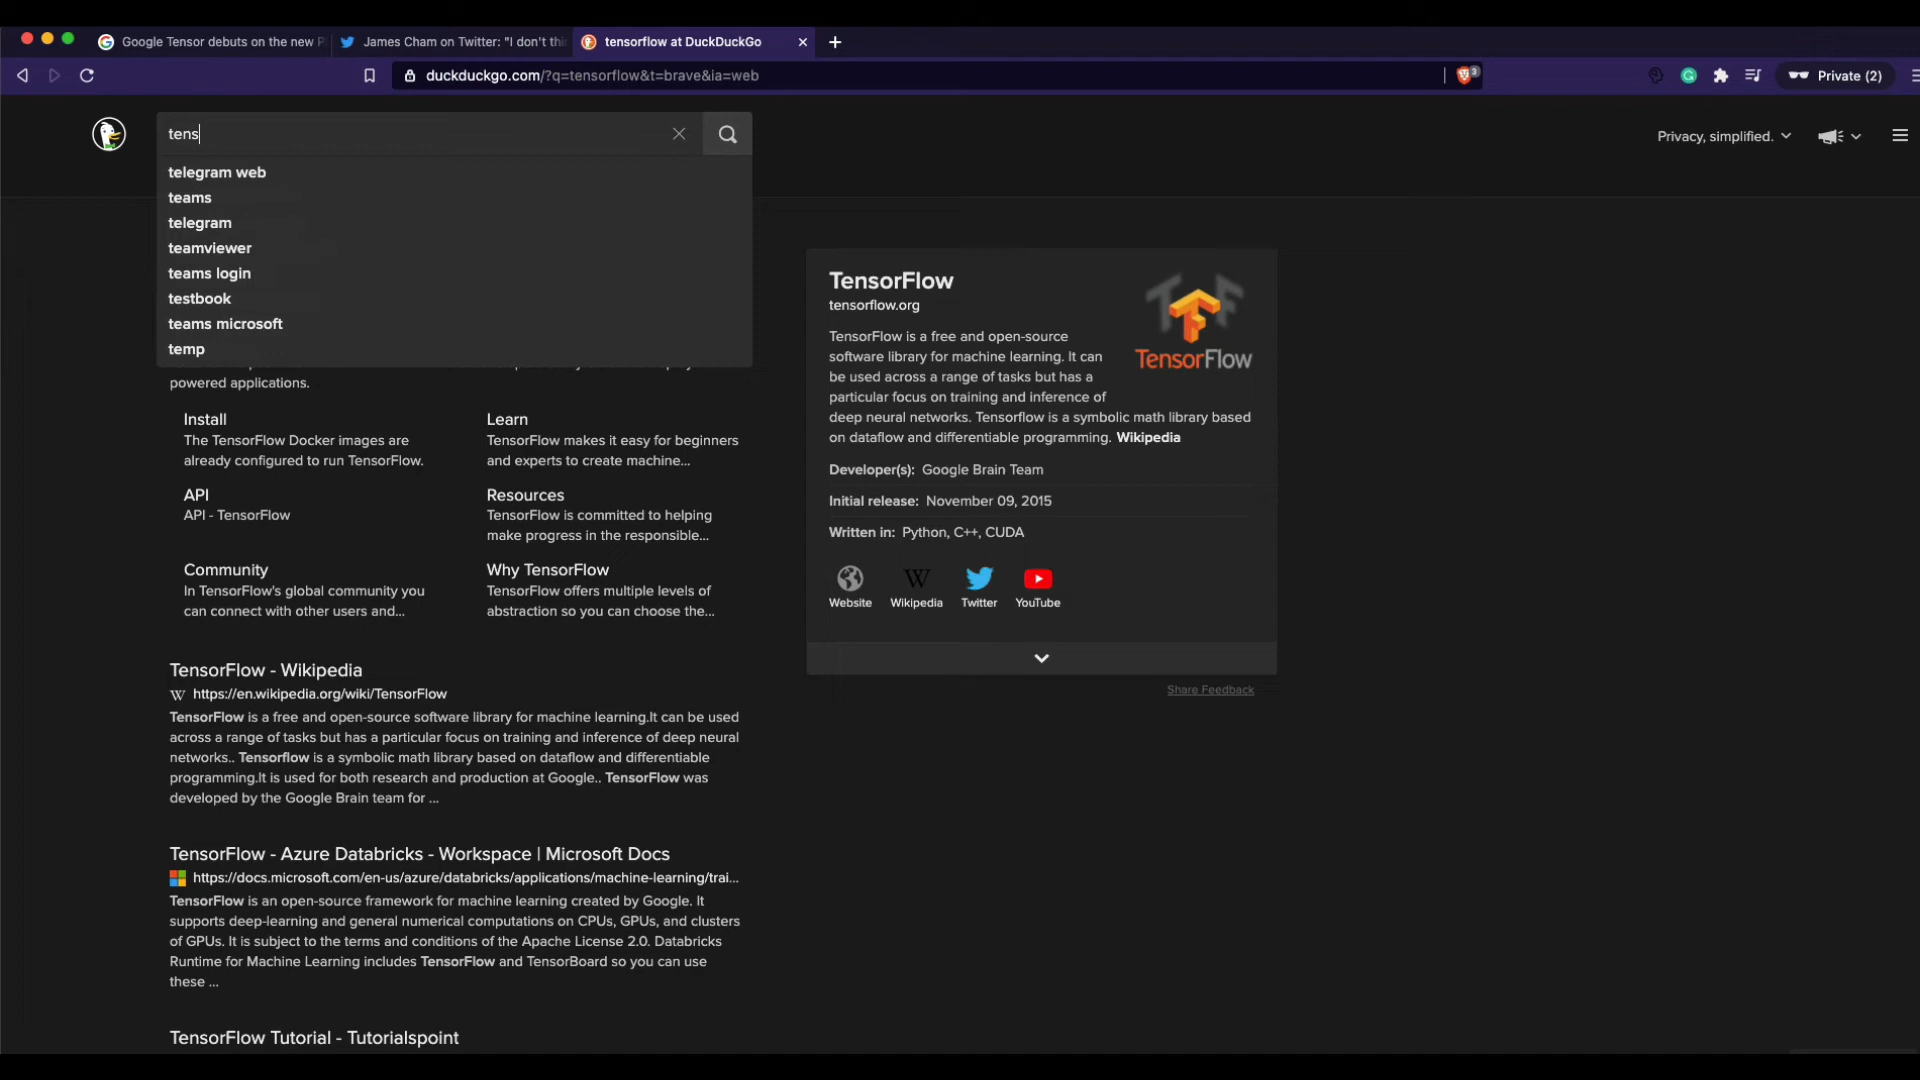 Google Tensor debuts on the new P
James Cham on Twitter: "I don't thi
tensorflow at DuckDuckGo
duckduckgo.com/?q=tensorflow&t=brave&ia=web
3
Private (2)
tens
Privacy, simplified.
telegram web
teams
telegram
teamviewer
teams login
testbook
teams microsoft
temp
powered applications.
Install
The TensorFlow Docker images are
already configured to run TensorFlow.
Learn
TensorFlow makes it easy for beginners
and experts to create machine...
API
API - TensorFlow
Resources
TensorFlow is committed to helping
make progress in the responsible...
Community
In TensorFlow's global community you
can connect with other users and...
Why TensorFlow
TensorFlow offers multiple levels of
abstraction so you can choose the...
TensorFlow - Wikipedia
W https://en.wikipedia.org/wiki/TensorFlow
TensorFlow is a free and open-source software library for machine learning.It can be used
across a range of tasks but has a particular focus on training and inference of deep neural
networks.. Tensorflow is a symbolic math library based on dataflow and differentiable
programming.It is used for both research and production at Google.. TensorFlow was
developed by the Google Brain team for ...
TensorFlow - Azure Databricks - Workspace | Microsoft Docs
https://docs.microsoft.com/en-us/azure/databricks/applications/machine-learning/trai...
TensorFlow is an open-source framework for machine learning created by Google. It
supports deep-learning and general numerical computations on CPUs, GPUs, and clusters
of GPUs. It is subject to the terms and conditions of the Apache License 2.0. Databricks
Runtime for Machine Learning includes TensorFlow and TensorBoard so you can use
these ...
TensorFlow Tutorial - Tutorialspoint
TensorFlow
tensorflow.org
TensorFlow
TensorFlow is a free and open-source
software library for machine learning. It can
be used across a range of tasks but has a
particular focus on training and inference of
deep neural networks. Tensorflow is a symbolic math library based
on dataflow and differentiable programming. Wikipedia
Developer(s): Google Brain Team
Initial release: November 09, 2015
Written in: Python, C++, CUDA
W
Website Wikipedia Twitter YouTube
Share Feedback